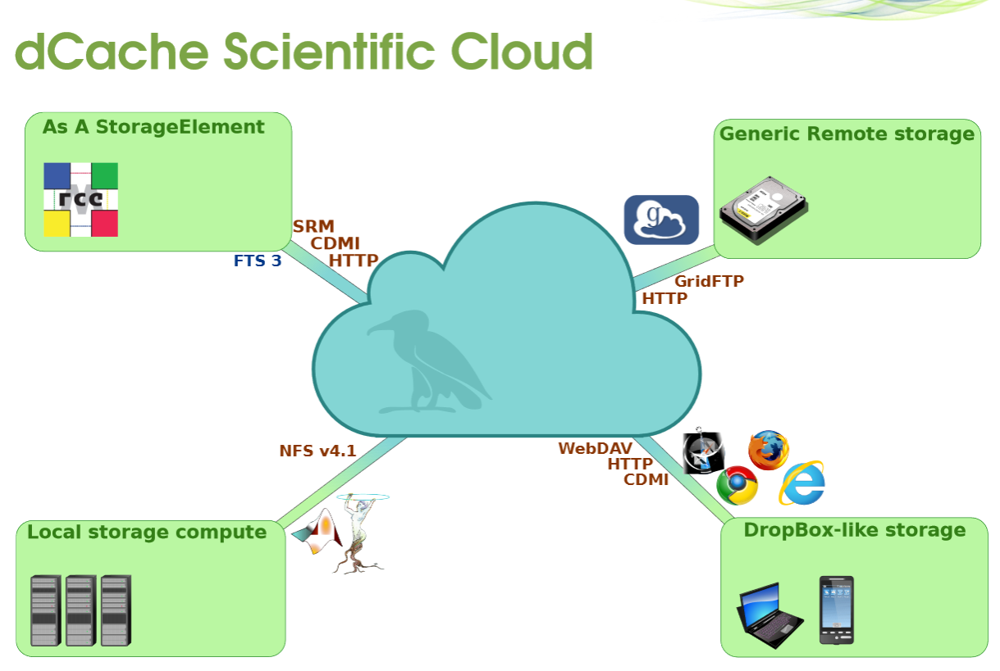 dCache Scientific Cloud
As A StorageElement
Generic Remote storage
rcc
g
SRM
CDMI
HTTP
FTS 3
GridFTP
HTTP
NFS v4.1
WebDAV
HTTP
CDMI
Local storage compute
DropBox-like storage